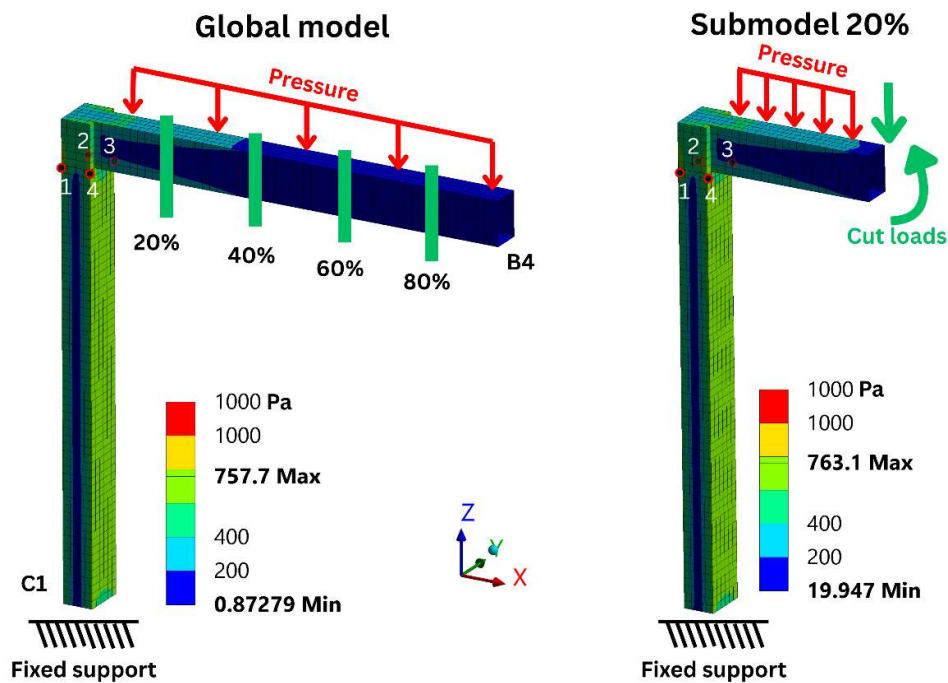 Global model
Pressure
2
3
1
4
20%
40%
60%
80%
B4
1000 Pa
1000
757.7 Max
400
200
0.87279 Min
C1
Fixed support
Z
Y
X
Submodel 20%
Pressure
2
3
1
4
Cut loads
1000 Pa
1000
763.1 Max
400
200
19.947 Min
Fixed support